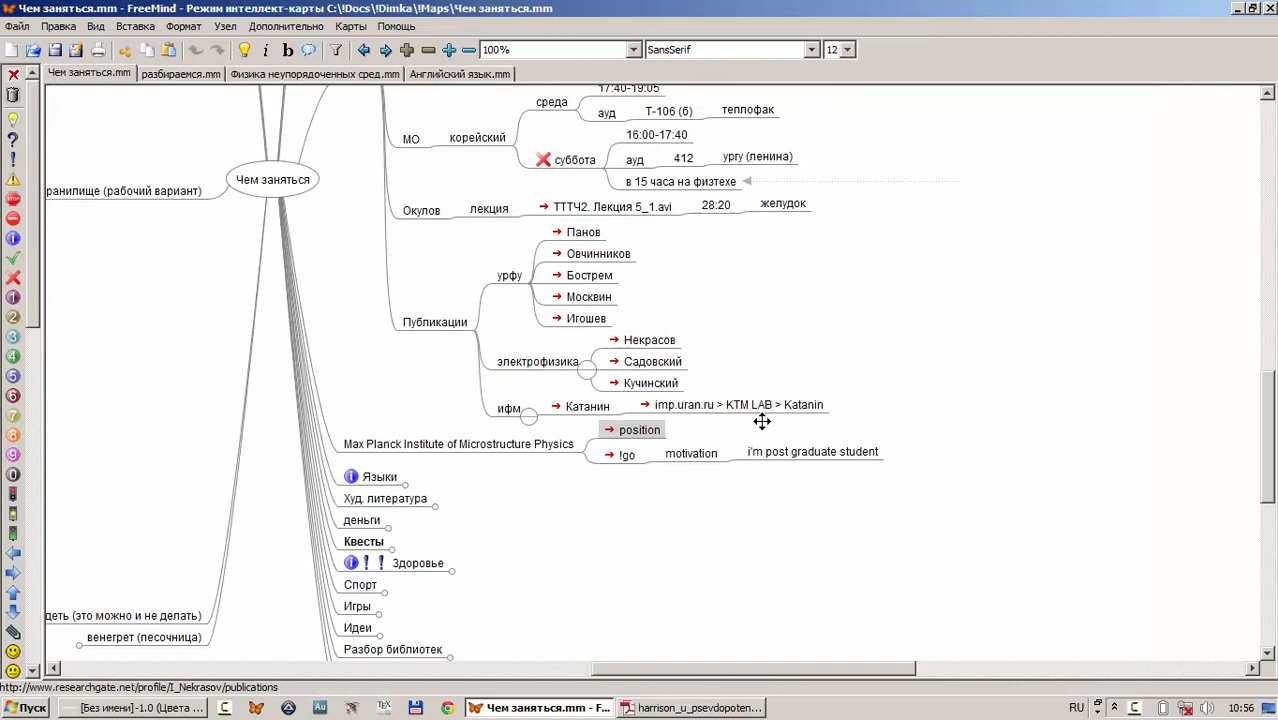 Чем заняться.mm - FreeMind - Режим интеллект-карты C:\!Docs\!Dimka\!Maps\Чем заняться.mm
Файл Правка Вид Вставка Формат Узел Дополнительно Карты Помощь
100% SansSerif 12
Чем заняться.mm разбираемся.mm Физика неупорядоченных сред.mm Английский язык.mm
17:40-19:05
среда
ауд Т-106 (б) теплофак
МО корейский
16:00-17:40
суббота
ауд 412 ургу (ленина)
в 15 часа на физтехе
Чем заняться
ранилище (рабочий вариант)
Окулов лекция ТТТЧ2. Лекция 5_1.avi 28:20 желудок
Панов
Овчинников
урфу
Бострем
Москвин
Игошев
Публикации
Некрасов
электрофизика
Садовский
Кучинский
ифм Катанин imp.uran.ru > KTM LAB > Katanin
position
Max Planck Institute of Microstructure Physics
!go motivation i'm post graduate student
Языки
Худ. литература
деньги
Квесты
Здоровье
Спорт
Игры
деть (это можно и не делать)
Идеи
венегрет (песочница)
Разбор библиотек
http://www.researchgate.net/profile/I_Nekrasov/publications
Пуск [Без имени]-1.0 (Цвета ... Чем заняться.mm - F... harrison_u_psevdopoten... RU 10:56